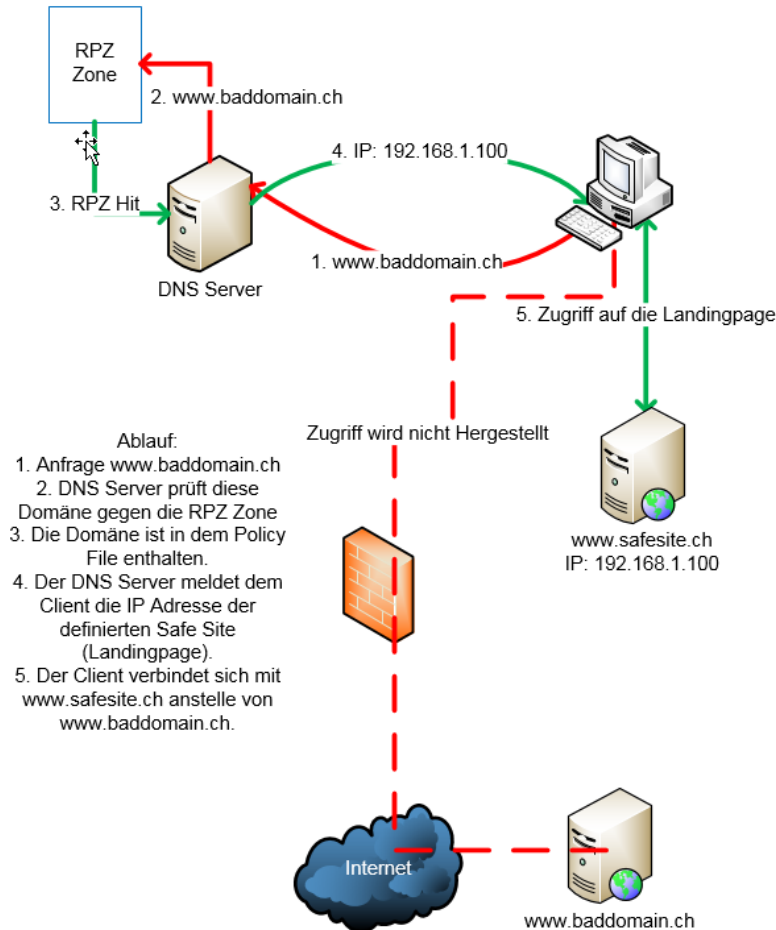 RPZ
Zone
2. www.baddomain.ch
4. IP: 192.168.1.100
3. RPZ Hit
1. www.baddomain.ch
DNS Server
5. Zugriff auf die Landingpage
Zugriff wird nicht Hergestellt
www.safesite.ch
IP: 192.168.1.100
Ablauf:
1. Anfrage www.baddomain.ch
2. DNS Server prüft diese
Domäne gegen die RPZ Zone
3. Die Domäne ist in dem Policy
File enthalten.
4. Der DNS Server meldet dem
Client die IP Adresse der
definierten Safe Site
(Landingpage).
5. Der Client verbindet sich mit
www.safesite.ch anstelle von
www.baddomain.ch.
Internet
www.baddomain.ch